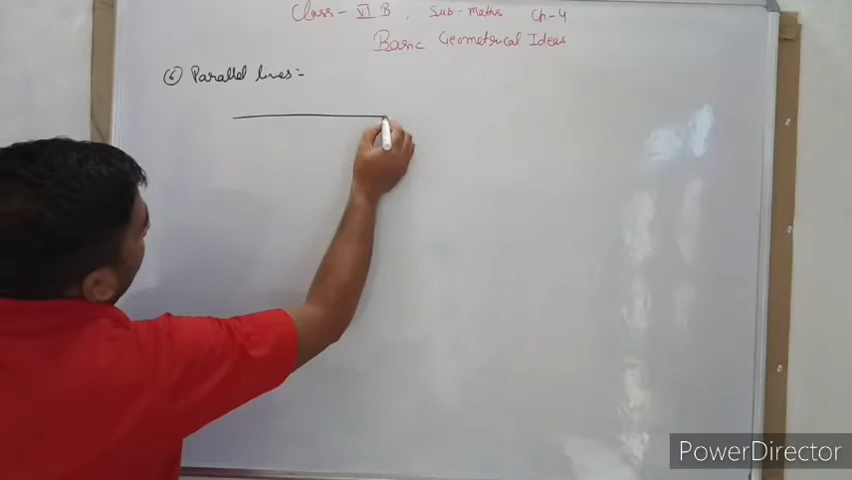 Class - VI B , Sub - Maths Ch-4
Basic Geometrical Ideas
⑥ Parallel lines:-
PowerDirector